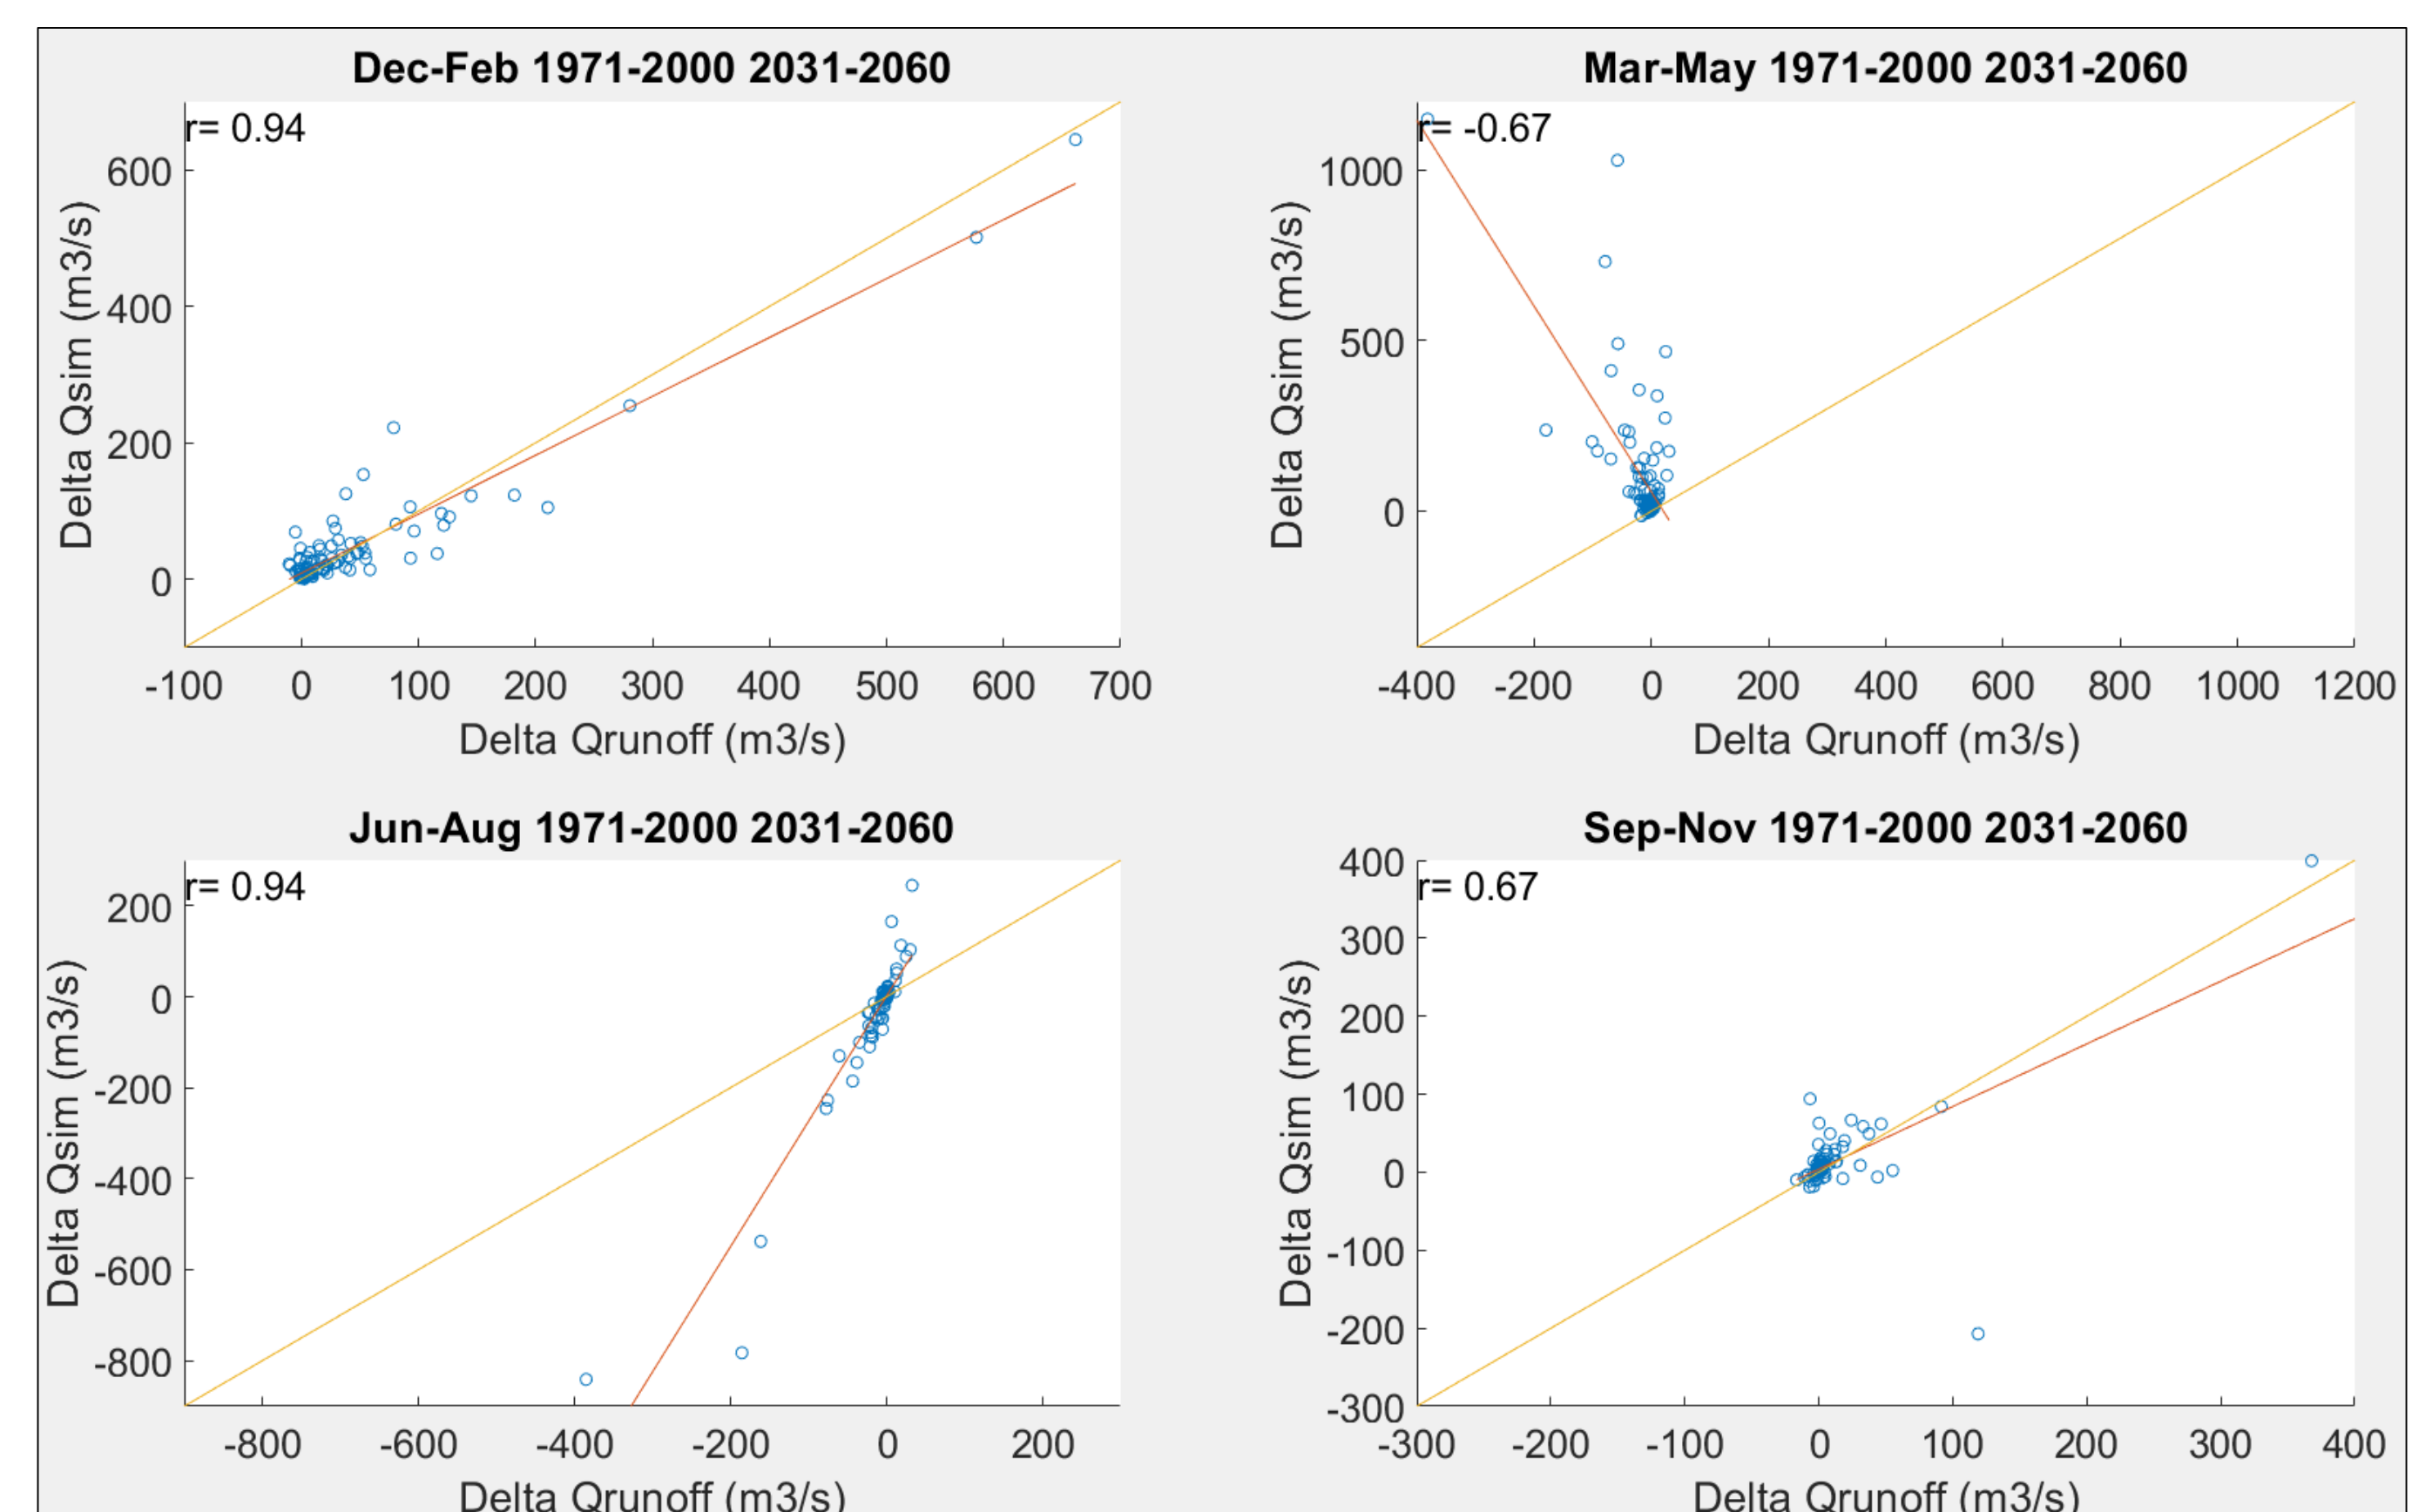 Dec-Feb 1971-2000 2031-2060
r= 0.94
600
400
200
0
Delta Qsim (m3/s)
-100 0 100 200 300 400 500 600 700
Delta Qrunoff (m3/s)
Mar-May 1971-2000 2031-2060
r= -0.67
1000
500
0
Delta Qsim (m3/s)
-400 -200 0 200 400 600 800 1000 1200
Delta Qrunoff (m3/s)
Jun-Aug 1971-2000 2031-2060
r= 0.94
200
0
-200
-400
-600
-800
Delta Qsim (m3/s)
-800 -600 -400 -200 0 200
Delta Qrunoff (m3/s)
Sep-Nov 1971-2000 2031-2060
r= 0.67
400
300
200
100
0
-100
-200
-300
Delta Qsim (m3/s)
-300 -200 -100 0 100 200 300 400
Delta Qrunoff (m3/s)